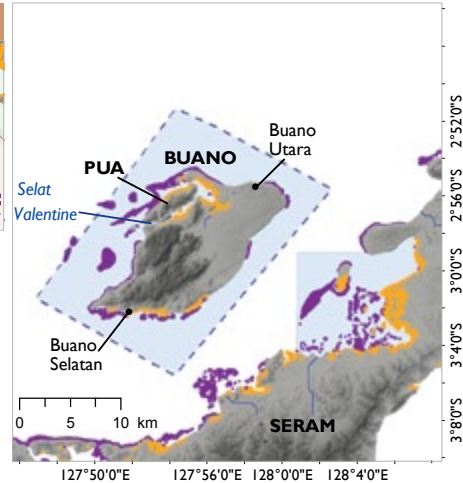 Buano
Utara
BUANO
PUA
Selat
Valentine
Buano
Selatan
SERAM
0 5 10 km
2°52'0"S
2°56'0"S
3°0'0"S
3°4'0"S
3°8'0"S
127°50'0"E 127°56'0"E 128°0'0"E 128°4'0"E